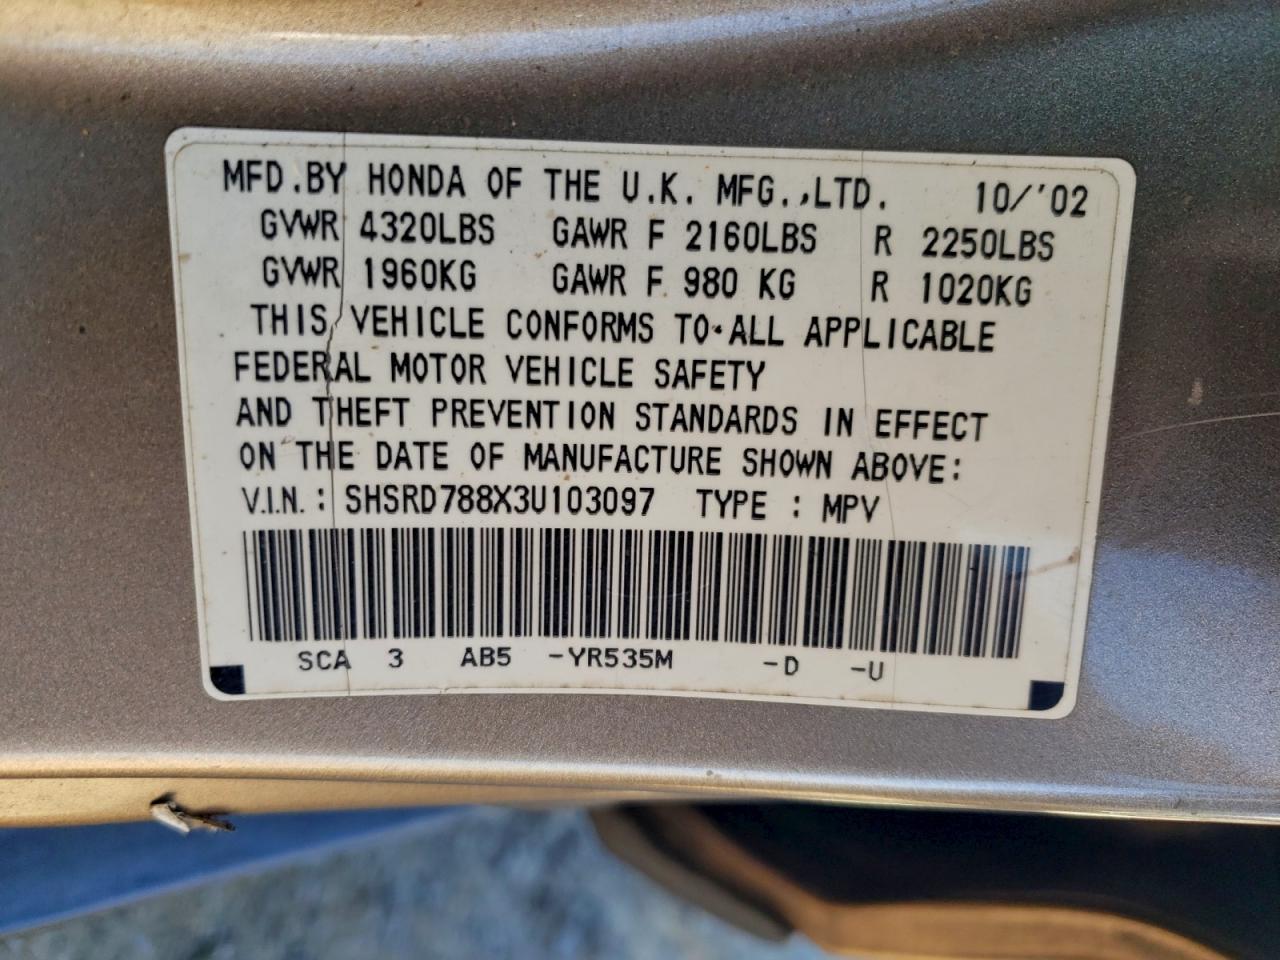 MFD.BY HONDA OF THE U.K. MFG.,LTD. 10/'02
GVWR 4320LBS GAWR F 2160LBS R 2250LBS
GVWR 1960KG GAWR F 980 KG R 1020KG
THIS VEHICLE CONFORMS TO ALL APPLICABLE
FEDERAL MOTOR VEHICLE SAFETY
AND THEFT PREVENTION STANDARDS IN EFFECT
ON THE DATE OF MANUFACTURE SHOWN ABOVE:
V.I.N.: SHSRD788X3U103097 TYPE : MPV
SCA 3 AB5 -YR535M -D -U